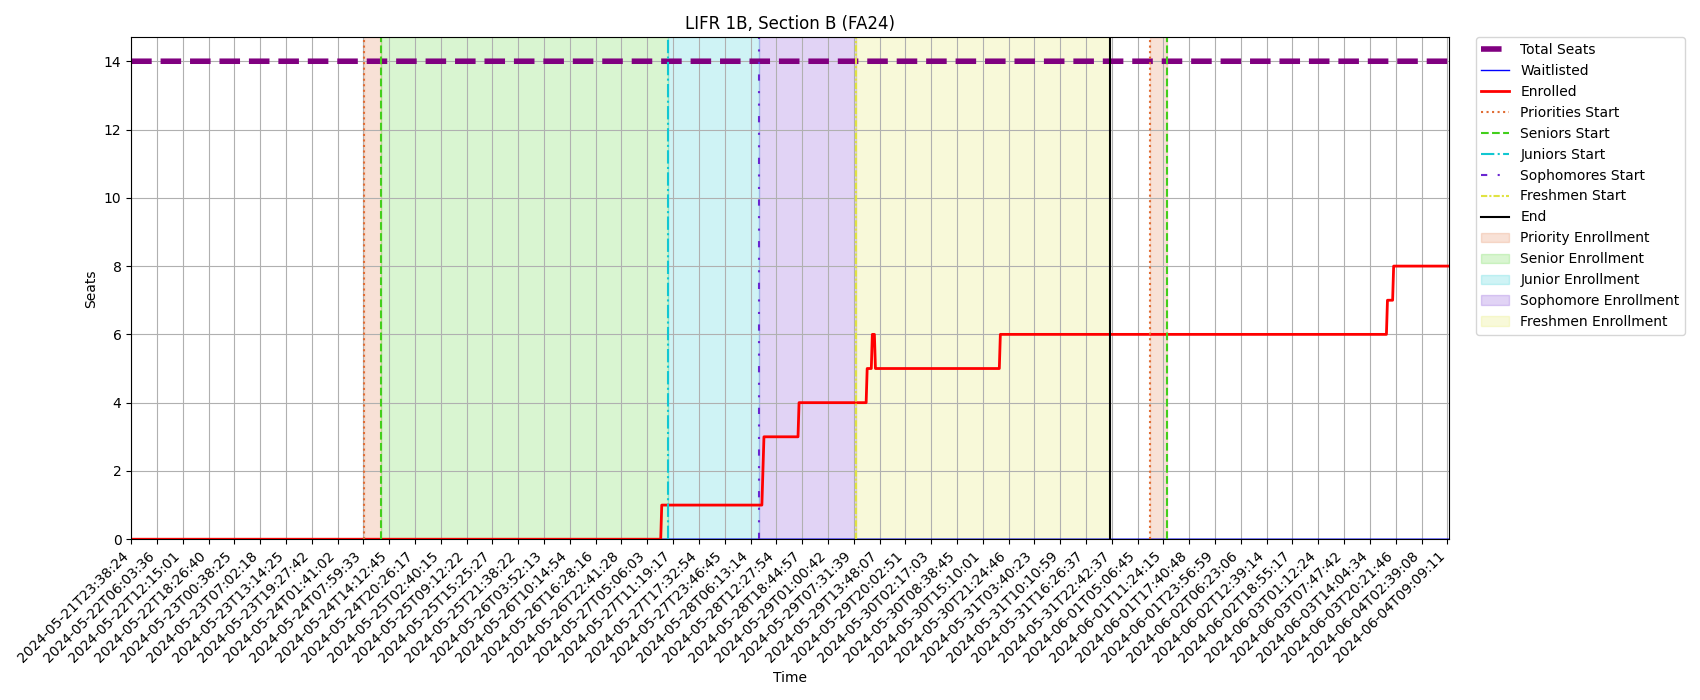 LIFR 1B, Section B (FA24)
Seats
14
12
10
8
6
4
2
0
2024-05-21T23:38:24
2024-05-22T06:03:36
2024-05-22T12:15:01
2024-05-22T18:26:40
2024-05-23T00:38:25
2024-05-23T07:02:18
2024-05-23T13:14:25
2024-05-23T19:27:42
2024-05-24T01:41:02
2024-05-24T07:59:33
2024-05-24T14:12:45
2024-05-24T20:26:17
2024-05-25T02:40:15
2024-05-25T09:12:22
2024-05-25T15:25:27
2024-05-25T21:38:22
2024-05-26T03:52:13
2024-05-26T10:14:54
2024-05-26T16:28:16
2024-05-26T22:41:28
2024-05-27T05:06:03
2024-05-27T11:19:17
2024-05-27T17:32:54
2024-05-27T23:46:45
2024-05-28T06:13:14
2024-05-28T12:27:54
2024-05-28T18:44:57
2024-05-29T01:00:42
2024-05-29T07:31:39
2024-05-29T13:48:07
2024-05-29T20:02:51
2024-05-30T02:17:03
2024-05-30T08:38:45
2024-05-30T15:10:01
2024-05-30T21:24:46
2024-05-31T03:40:23
2024-05-31T10:10:59
2024-05-31T16:26:37
2024-05-31T22:42:37
2024-06-01T05:06:45
2024-06-01T11:24:15
2024-06-01T17:40:48
2024-06-01T23:56:59
2024-06-02T06:23:06
2024-06-02T12:39:14
2024-06-02T18:55:17
2024-06-03T01:12:24
2024-06-03T07:47:42
2024-06-03T14:04:34
2024-06-03T20:21:46
2024-06-04T02:39:08
2024-06-04T09:09:11
Time
Total Seats
Waitlisted
Enrolled
Priorities Start
Seniors Start
Juniors Start
Sophomores Start
Freshmen Start
End
Priority Enrollment
Senior Enrollment
Junior Enrollment
Sophomore Enrollment
Freshmen Enrollment